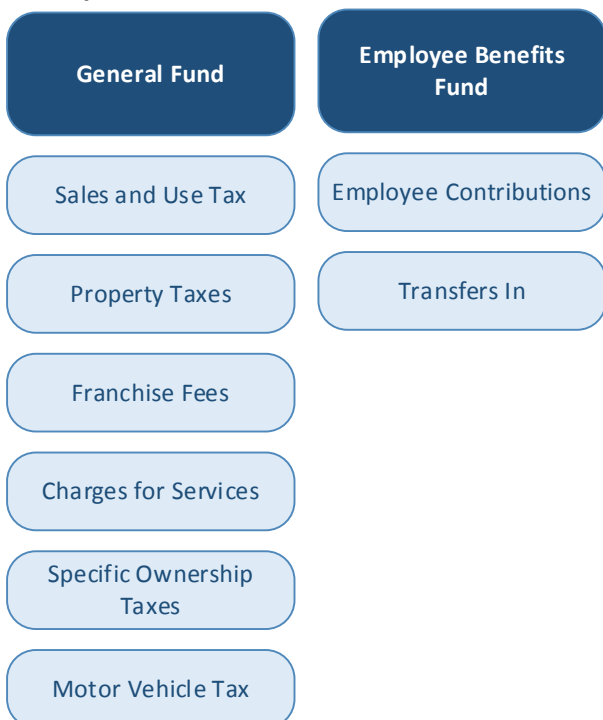 General Fund
Employee Benefits
Fund
Sales and Use Tax
Employee Contributions
Property Taxes
Transfers In
Franchise Fees
Charges for Services
Specific Ownership
Taxes
Motor Vehicle Tax